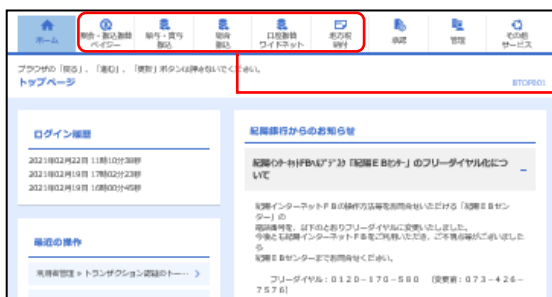 ホーム
照会・振込振替
ペイジー
給与・賞与
振込
総合
振込
口座振替
ワイドネット
地方税
納付
承認
管理
その他
サービス
ブラウザの「戻る」、「進む」、「更新」ボタンは押さないでください。
トップページ
BTOP001
ログイン履歴
2021年02月22日 11時10分38秒
2021年02月19日 17時02分23秒
2021年02月19日 16時00分45秒
最近の操作
利用者管理 » トランザクション認証のトー…
紀陽銀行からのお知らせ
紀陽インターネットFBヘルプデスク「紀陽EBセンター」のフリーダイヤル化につ
いて
紀陽インターネットFBの操作方法等をお問合せいただける「紀陽EBセン
ター」の
電話番号を、以下のとおりフリーダイヤルに変更いたしました。
今後とも紀陽インターネットFBをご利用いただき、ご不明点等がございました
ら
紀陽EBセンターまでお問合せください。
フリーダイヤル:0120-170-580 (変更前:073-426-
7576)